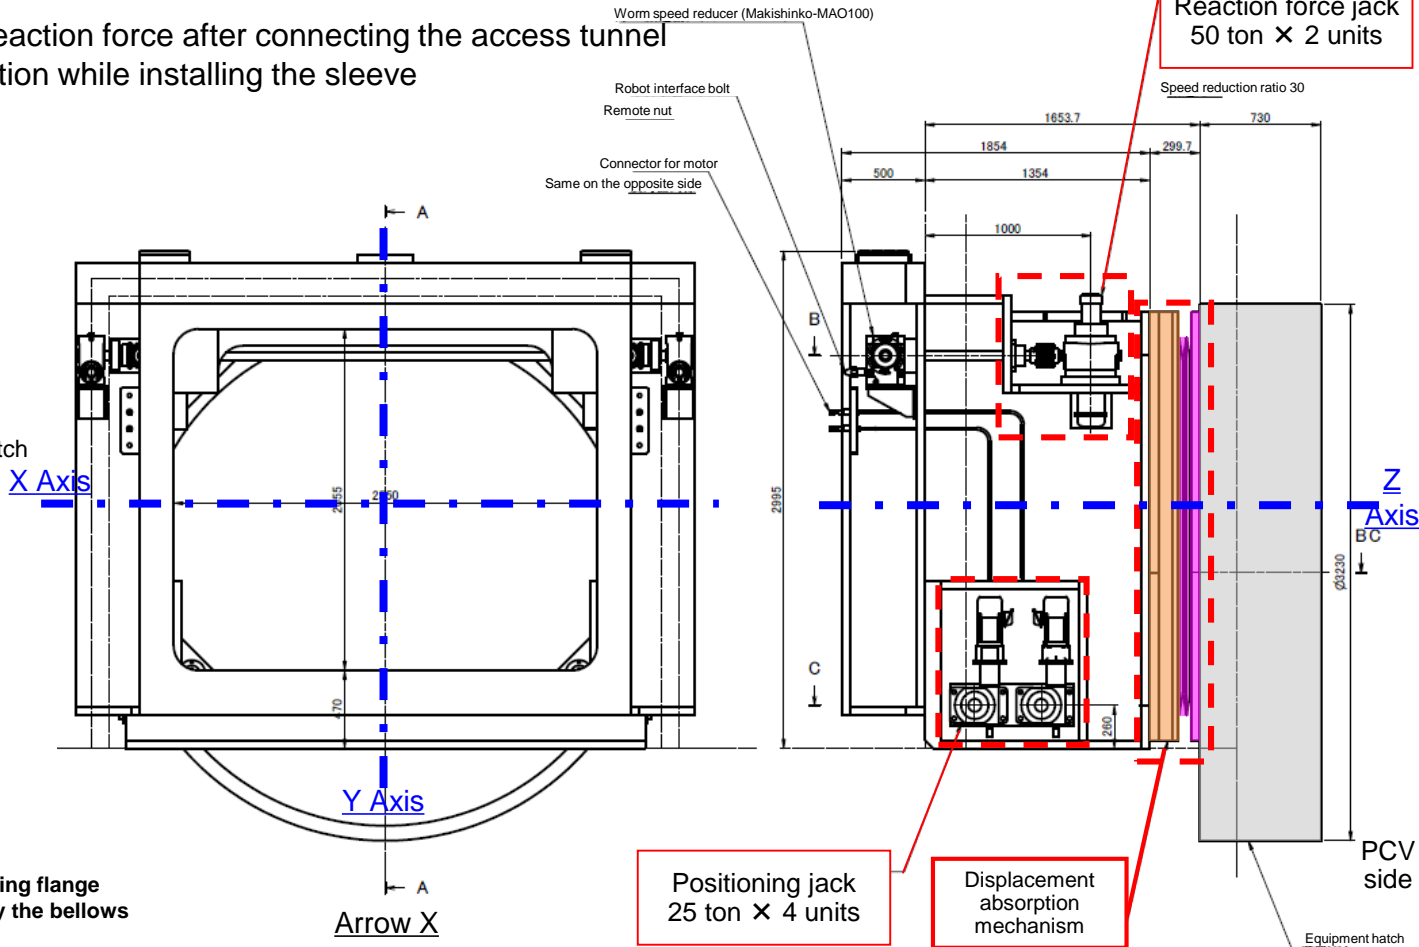 eaction force after connecting the access tunnel
tion while installing the sleeve
Worm speed reducer (Makishinko-MAO100)
Reaction force jack
50 ton × 2 units
Robot interface bolt
Remote nut
Speed reduction ratio 30
Connector for motor
Same on the opposite side
1653.7
730
1854
299.7
500
1354
1000
A
B
tch
X Axis
2550
2995
Z
Axis
B C
Ø3230
C
470
260
Y Axis
A
Arrow X
ing flange
y the bellows
Positioning jack
25 ton × 4 units
Displacement
absorption
mechanism
PCV
side
Equipment hatch